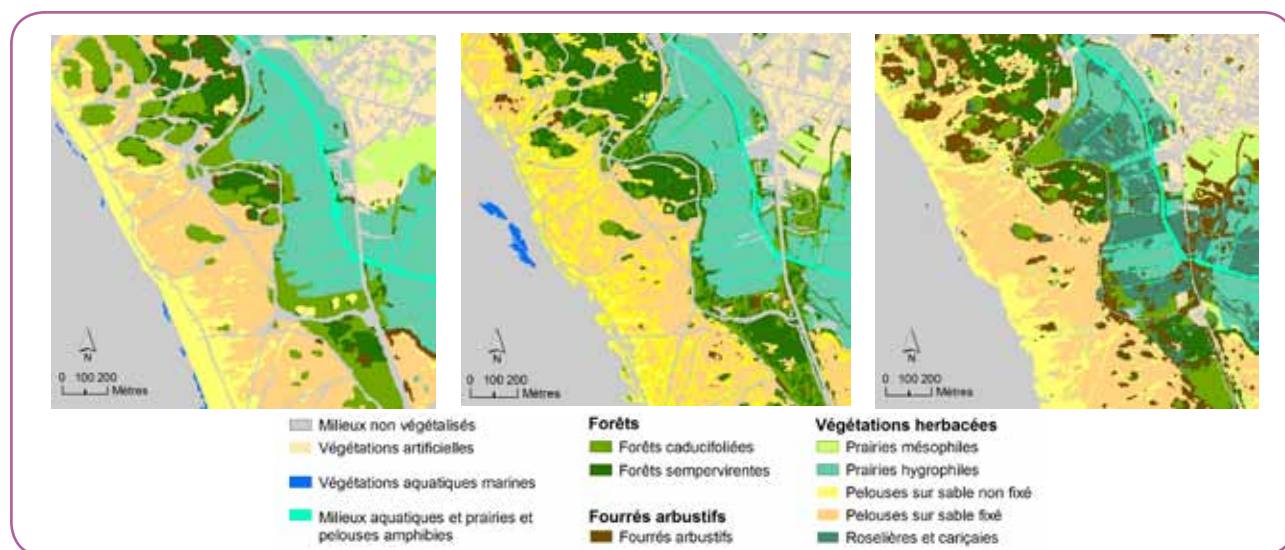 N
0 100 200
Mètres
N
0 100 200
Mètres
N
0 100 200
Mètres
Milieux non végétalisés
Végétations artificielles
Végétations aquatiques marines
Milieux aquatiques et prairies et
pelouses amphibies
Forêts
Forêts caducifoliées
Forêts sempervirentes
Fourrés arbustifs
Fourrés arbustifs
Végétations herbacées
Prairies mésophiles
Prairies hygrophiles
Pelouses sur sable non fixé
Pelouses sur sable fixé
Roselières et cariçaies